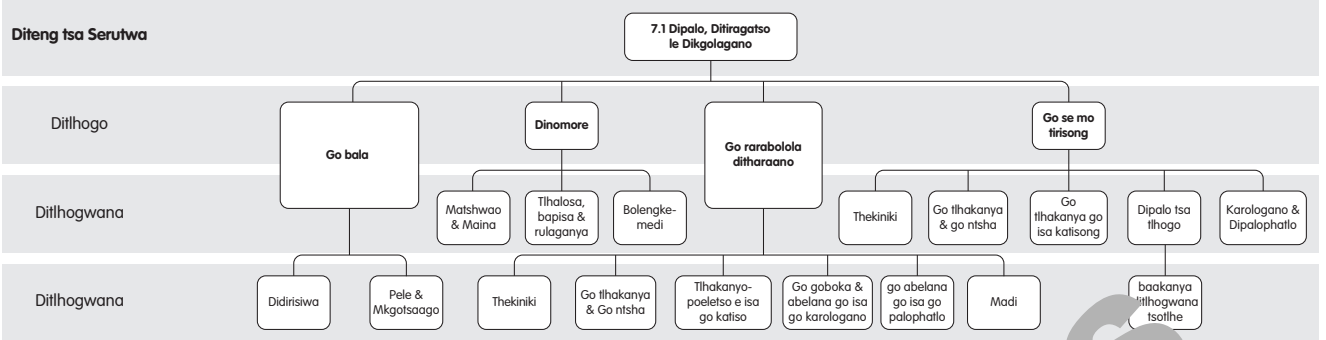 Diteng tsa Serutwa
7.1 Dipalo, Ditiragatso
le Dikgolagano
Ditlhogo
Go bala
Dinomore
Go rarabolola
ditharaano
Go se mo
tirisong
Ditlhogwana
Matshwao
& Maina
Tlhalosa,
bapisa &
rulaganya
Bolengke-
medi
Thekiniki
Go tlhakanya
& go ntsha
Go
tlhakanya go
isa katisong
Dipalo tsa
tlhogo
Karologano &
Dipalophatlo
Ditlhogwana
Didirisiwa
Pele &
Mkgotsaago
Thekiniki
Go tlhakanya
& Go ntsha
Tlhakanyo-
poeletso e isa
go katiso
Go goboka &
abelana go isa
go karologano
go abelana
go isa go
palophatlo
Madi
baakanya
ditlhogwana
tsotlhe